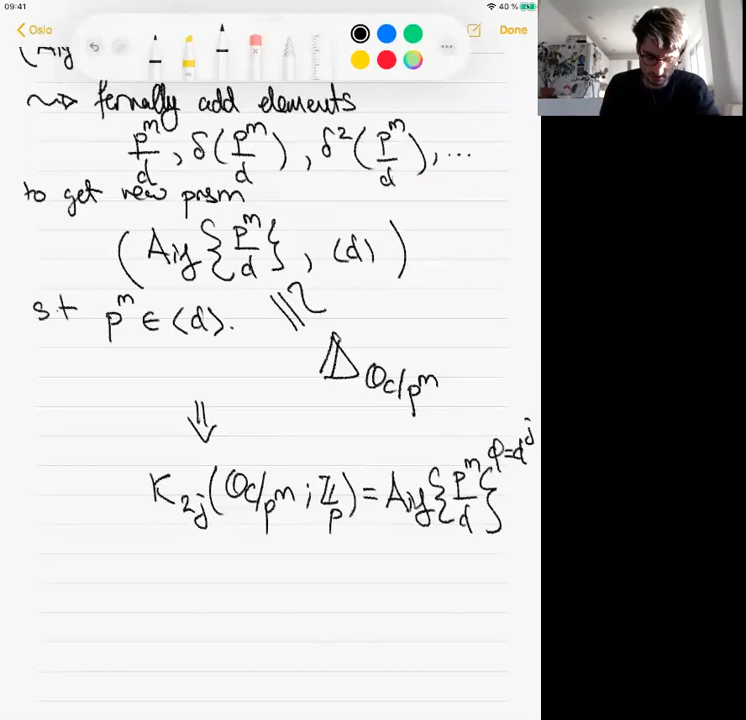 09:41
40 %
Osio
Done
⇝ formally add elements
p^m/d, δ(p^m/d), δ²(p^m/d), ...
to get new prism
(A_inf{p^m/d}, (d))
s.t p^m ∈ (d).
Δ_{O_C/p^m}
⇓
K_{2j}(O_C/p^m; Z/p) = A_inf{p^m/d}^{φ=d^j}